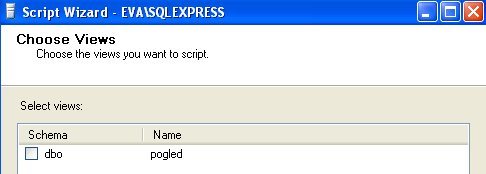 Script Wizard - EVA\SQLEXPRESS
Choose Views
Choose the views you want to script.
Select views:
Schema Name
dbo pogled